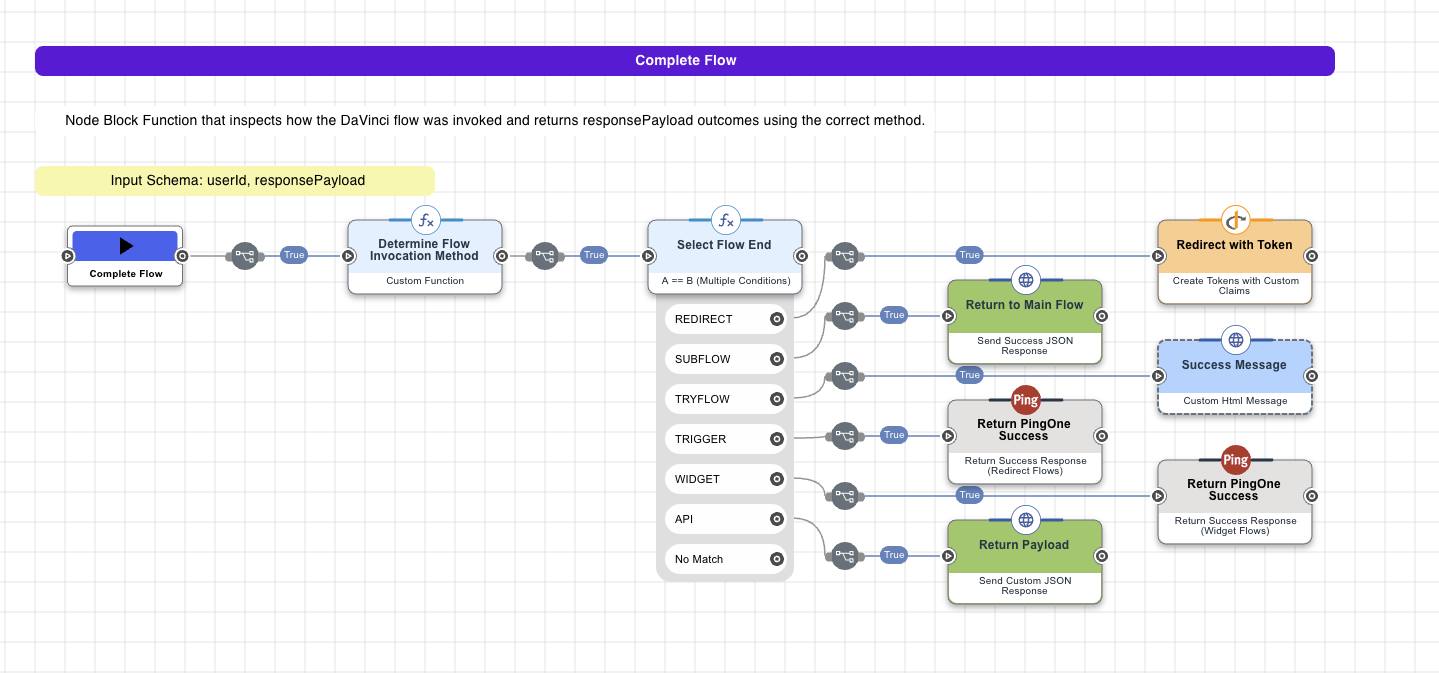 Complete Flow
Node Block Function that inspects how the DaVinci flow was invoked and returns responsePayload outcomes using the correct method.
Input Schema: userId, responsePayload
Complete Flow
True
Determine Flow
Invocation Method
Custom Function
True
Select Flow End
A == B (Multiple Conditions)
REDIRECT
SUBFLOW
TRYFLOW
TRIGGER
WIDGET
API
No Match
True
Redirect with Token
Create Tokens with Custom
Claims
True
Return to Main Flow
Send Success JSON
Response
True
Success Message
Custom Html Message
True
Ping
Return PingOne
Success
Return Success Response
(Redirect Flows)
True
Ping
Return PingOne
Success
Return Success Response
(Widget Flows)
True
Return Payload
Send Custom JSON
Response